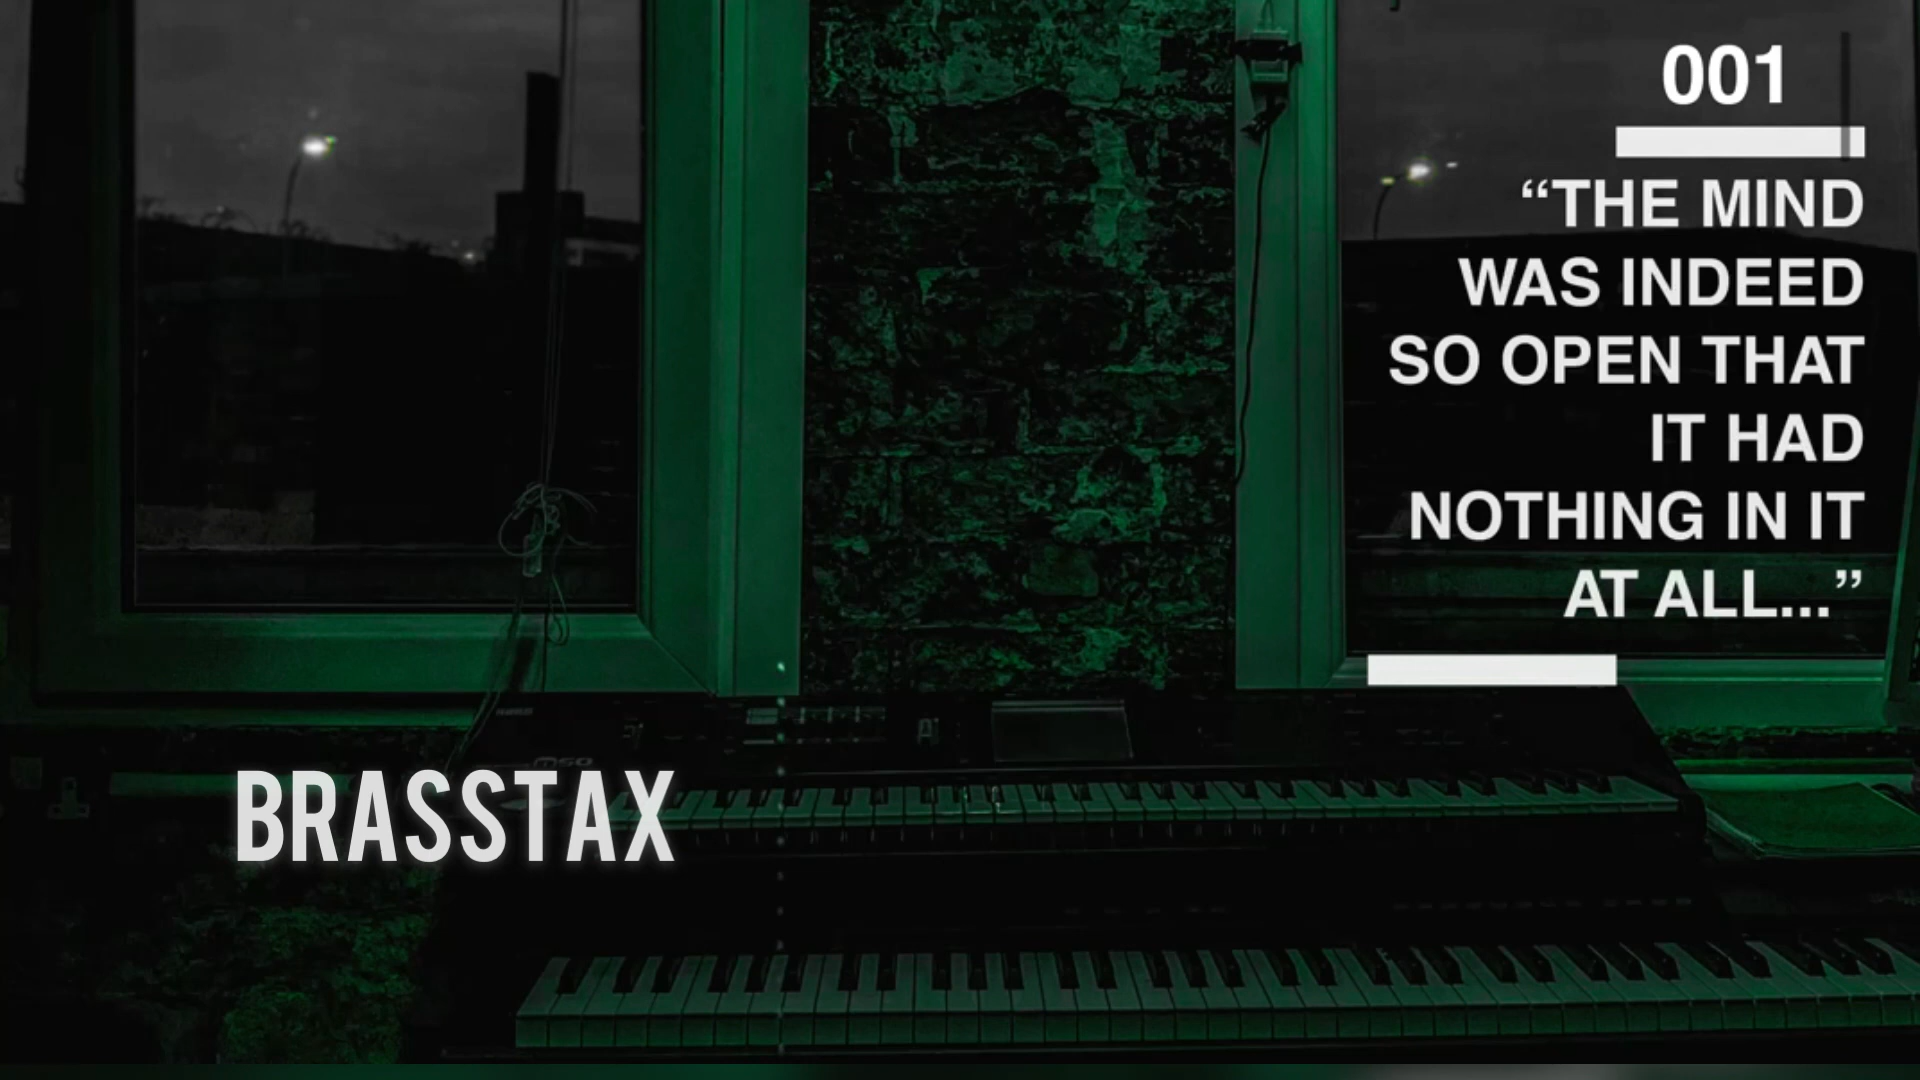 001
“THE MIND
WAS INDEED
SO OPEN THAT
IT HAD
NOTHING IN IT
AT ALL...”
BRASSTAX